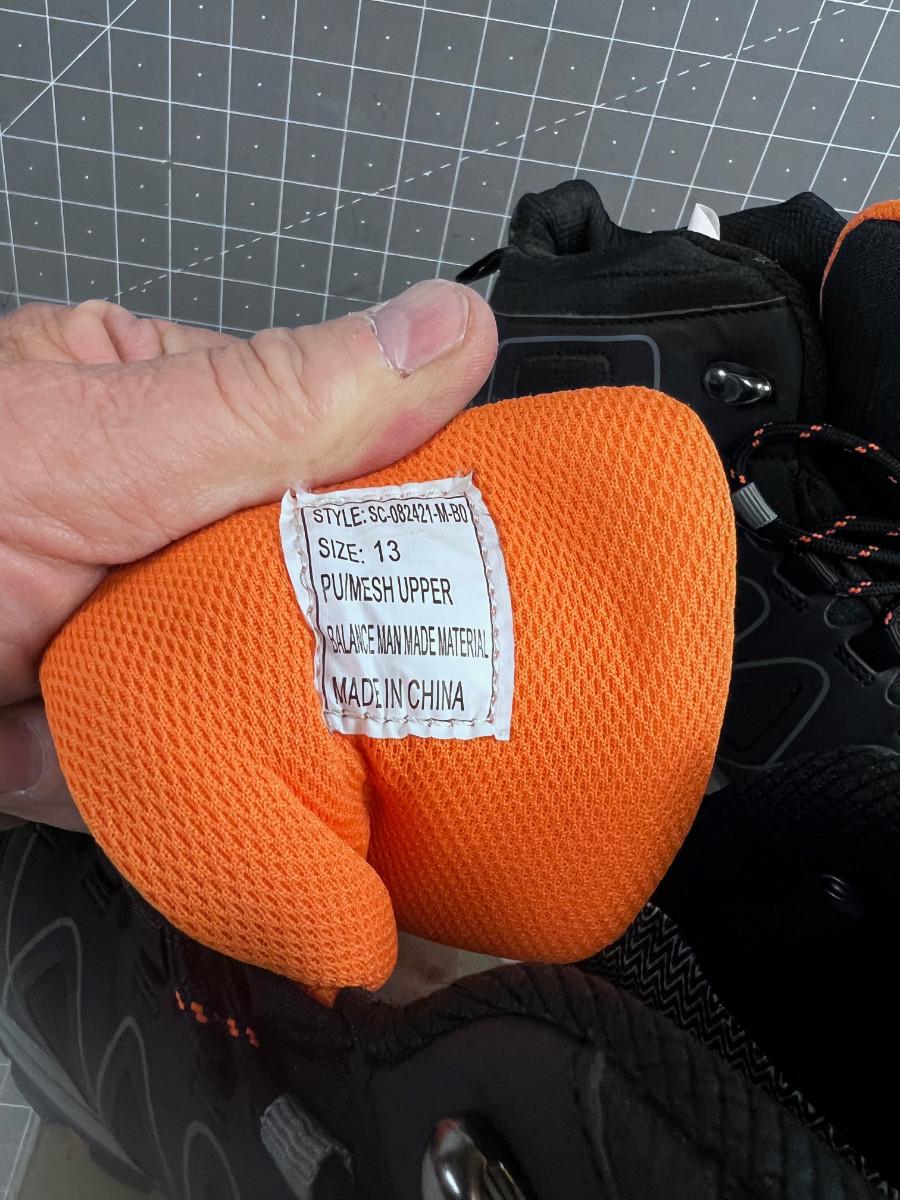 STYLE: SC-082421-M-BO
SIZE: 13
PU/MESH UPPER
BALANCE MAN MADE MATERIAL
MADE IN CHINA